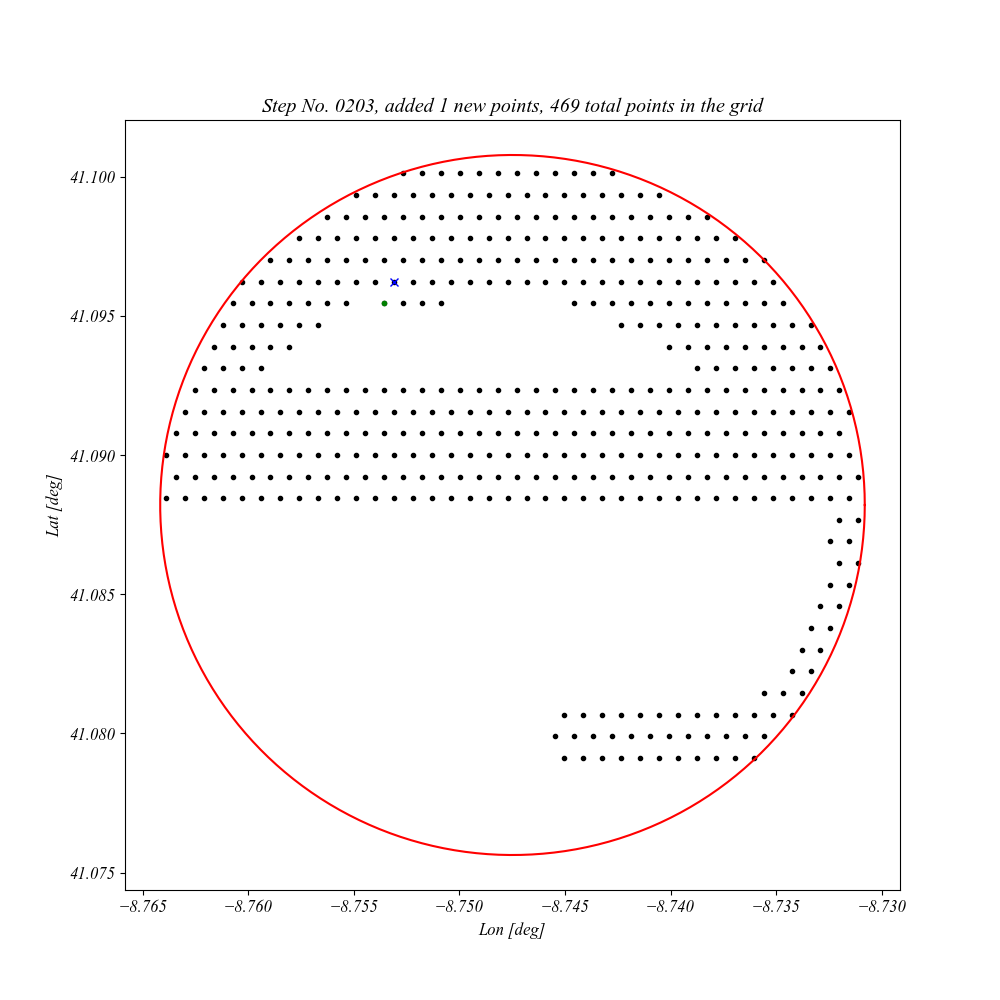 Step No. 0203, added 1 new points, 469 total points in the grid
41.100
41.095
41.090
41.085
41.080
41.075
Lat [deg]
−8.765 −8.760 −8.755 −8.750 −8.745 −8.740 −8.735 −8.730
Lon [deg]